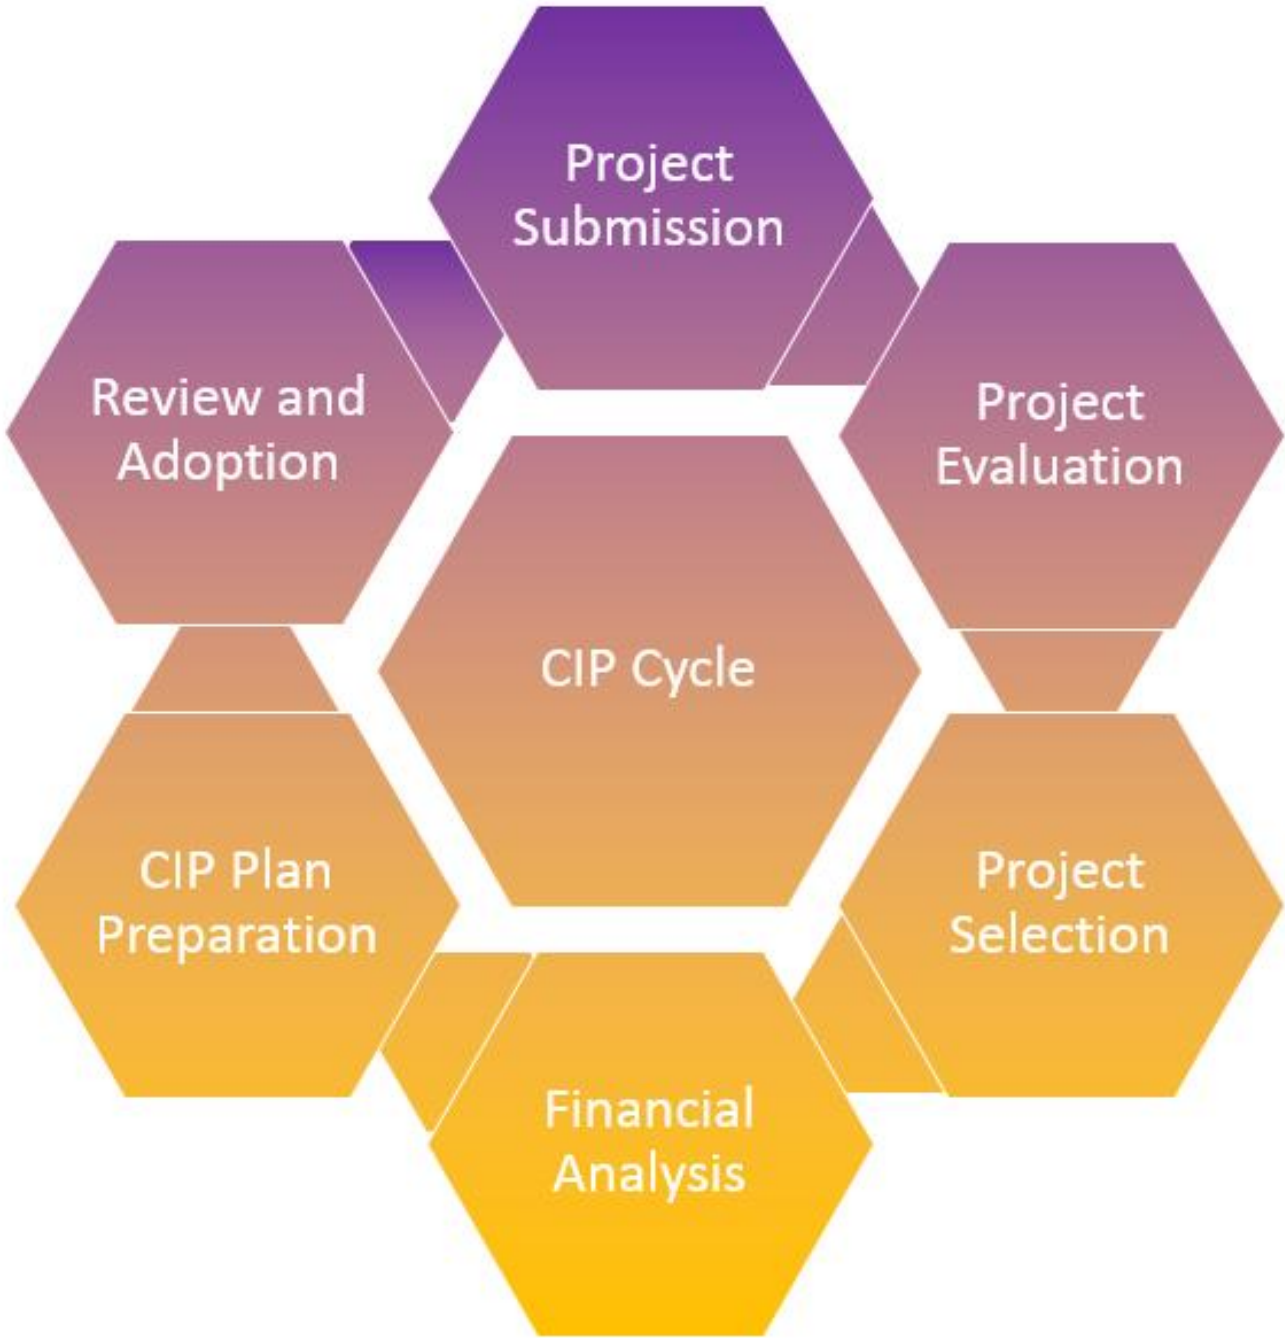 Project
Submission
Project
Evaluation
Project
Selection
Financial
Analysis
CIP Plan
Preparation
Review and
Adoption
CIP Cycle